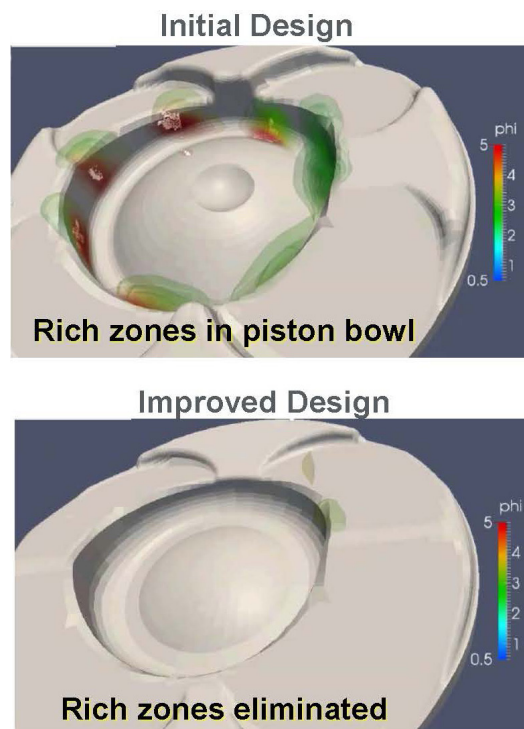 Initial Design
phi
5
4
3
2
1
0.5
Rich zones in piston bowl
Improved Design
phi
5
4
3
2
1
0.5
Rich zones eliminated